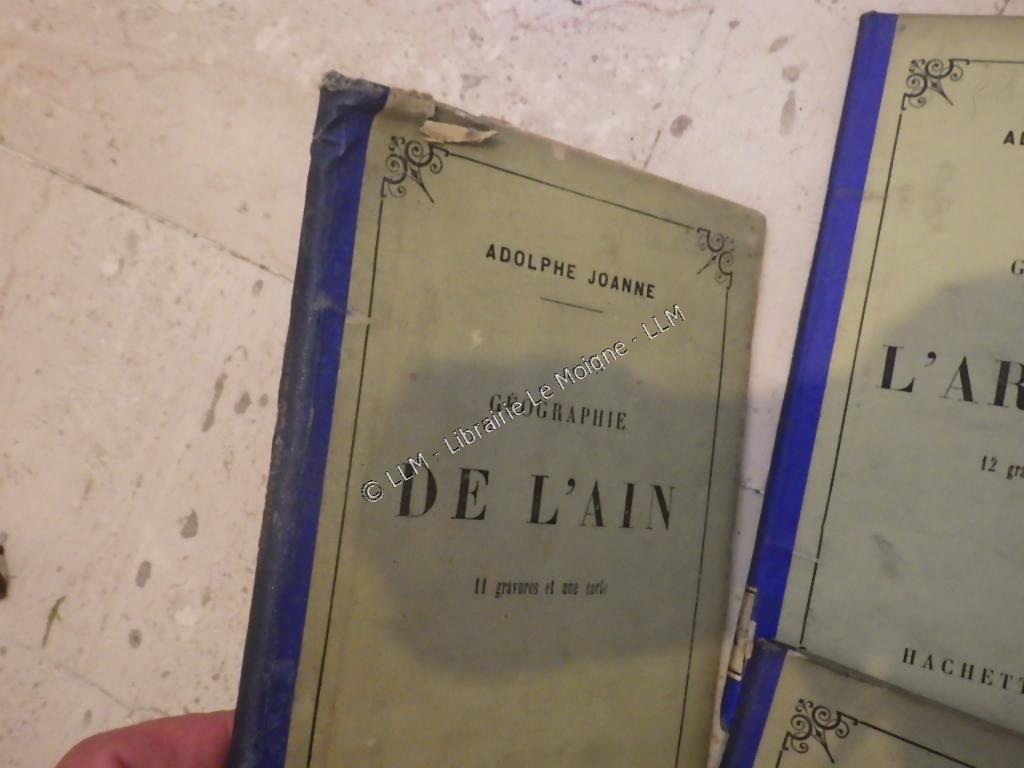 ADOLPHE JOANNE
GÉOGRAPHIE
DE L'AIN
11 gravures et une carte
© LLM - Librairie Le Moigne - LLM
L'AR
12 gra
HACHETT